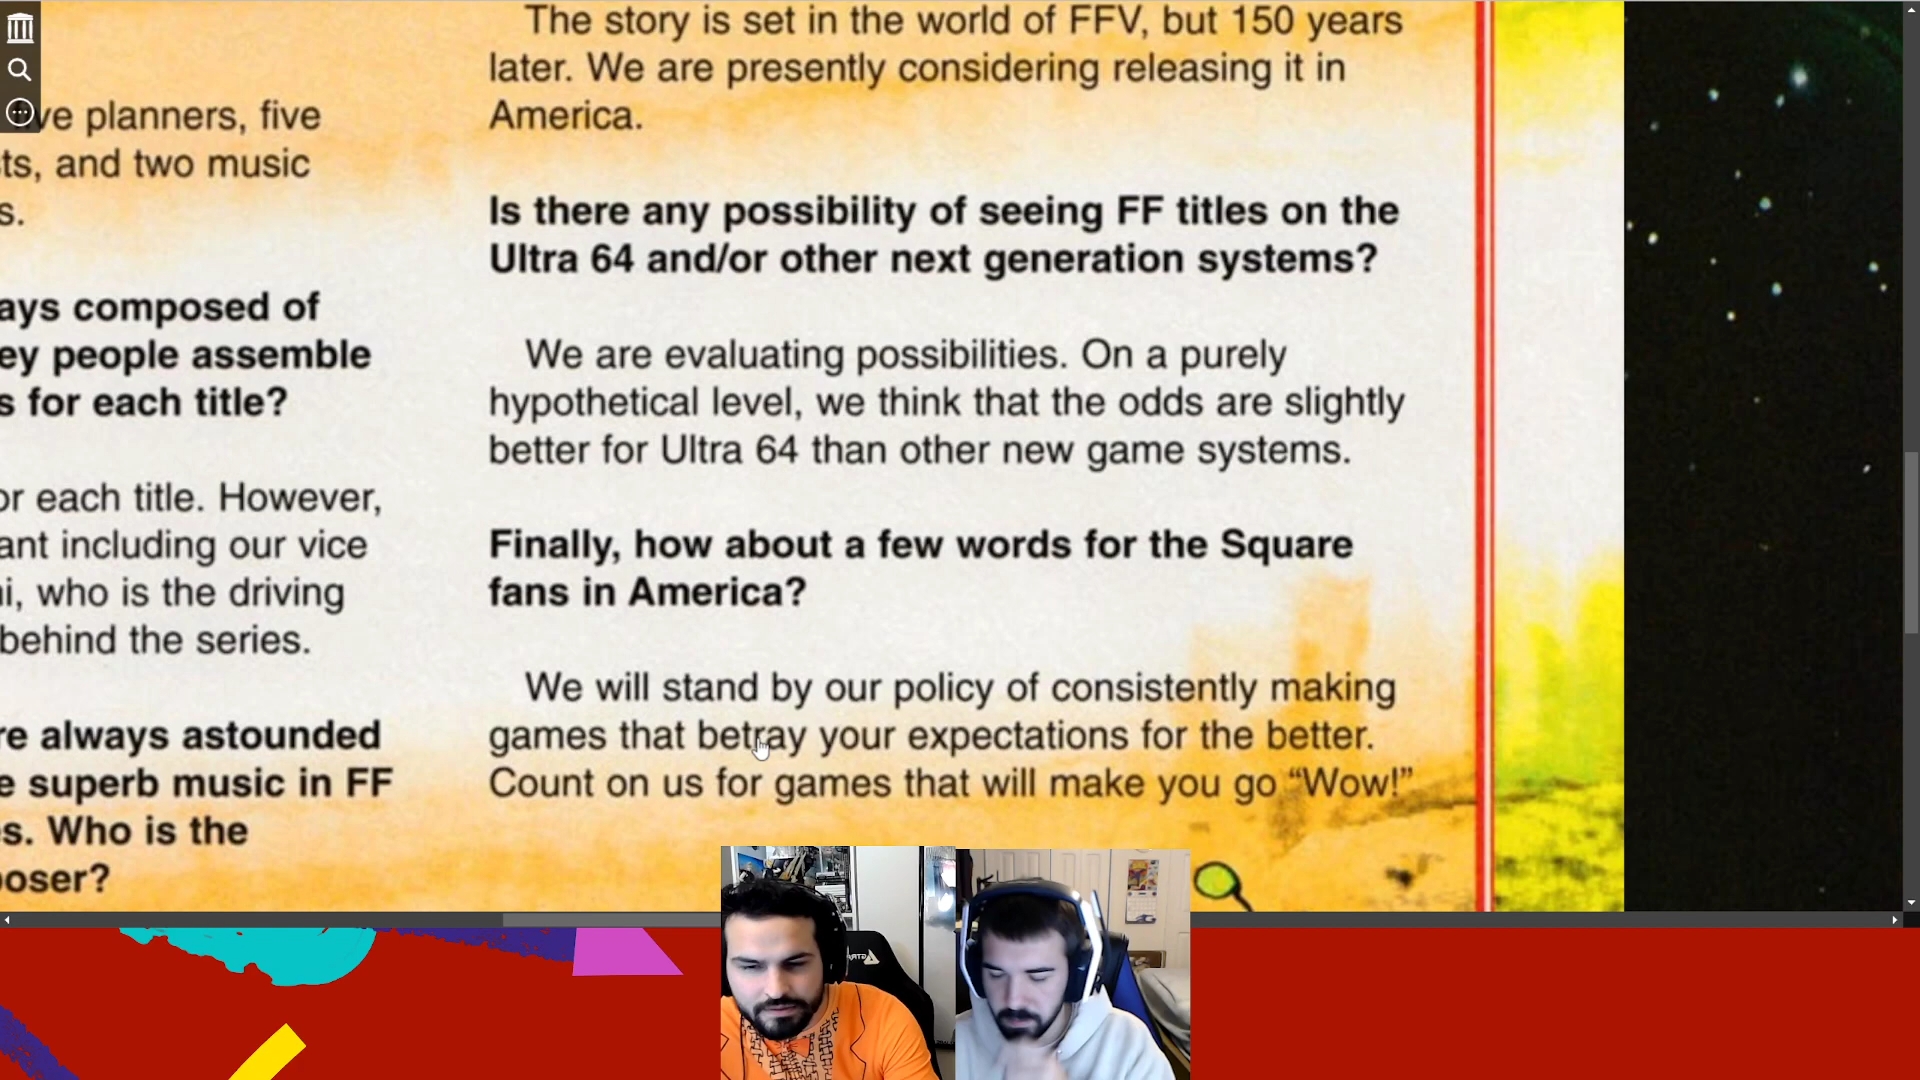 ve planners, five
ts, and two music
s.
ays composed of
ey people assemble
s for each title?
or each title. However,
ant including our vice
i, who is the driving
behind the series.
re always astounded
e superb music in FF
s. Who is the
poser?
The story is set in the world of FFV, but 150 years
later. We are presently considering releasing it in
America.
Is there any possibility of seeing FF titles on the
Ultra 64 and/or other next generation systems?
We are evaluating possibilities. On a purely
hypothetical level, we think that the odds are slightly
better for Ultra 64 than other new game systems.
Finally, how about a few words for the Square
fans in America?
We will stand by our policy of consistently making
games that betray your expectations for the better.
Count on us for games that will make you go “Wow!”